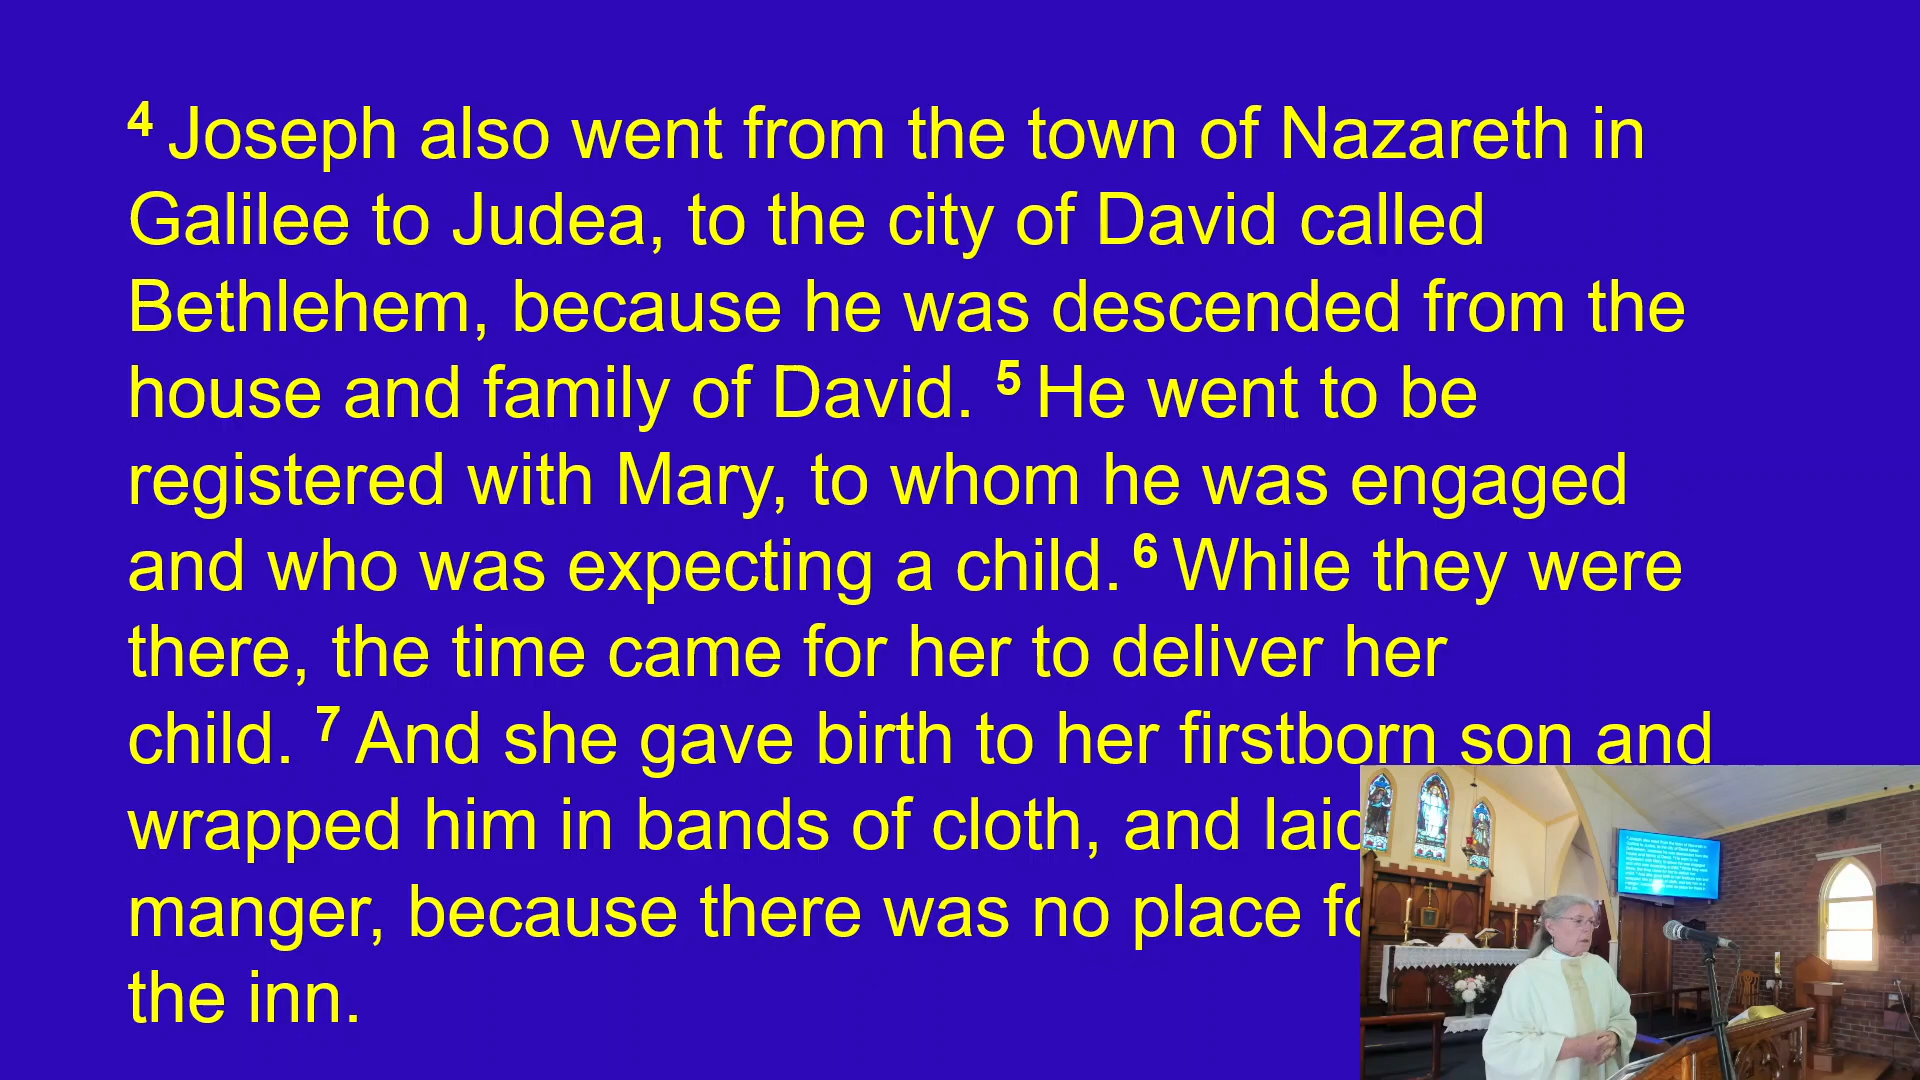 4 Joseph also went from the town of Nazareth in
Galilee to Judea, to the city of David called
Bethlehem, because he was descended from the
house and family of David. 5 He went to be
registered with Mary, to whom he was engaged
and who was expecting a child. 6 While they were
there, the time came for her to deliver her
child. 7 And she gave birth to her firstborn son and
wrapped him in bands of cloth, and laid
manger, because there was no place
the inn.